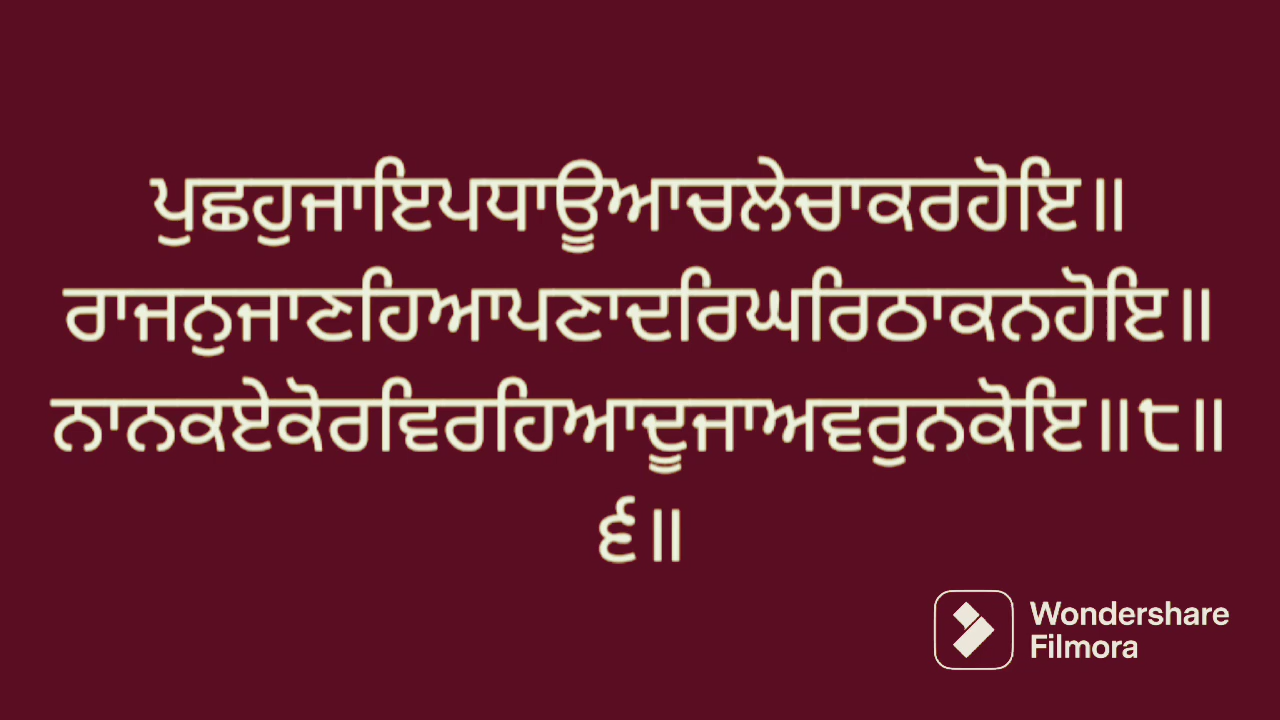 ਪੁਛਹੁਜਾਇਪਧਾਊਆਚਲੇਚਾਕਰਹੋਇ॥
ਰਾਜਨੁਜਾਣਹਿਆਪਣਾਦਰਿਘਰਿਠਾਕਨਹੋਇ॥
ਨਾਨਕਏਕੋਰਵਿਰਹਿਆਦੂਜਾਅਵਰੁਨਕੋਇ॥੮॥
੬॥
Wondershare
Filmora